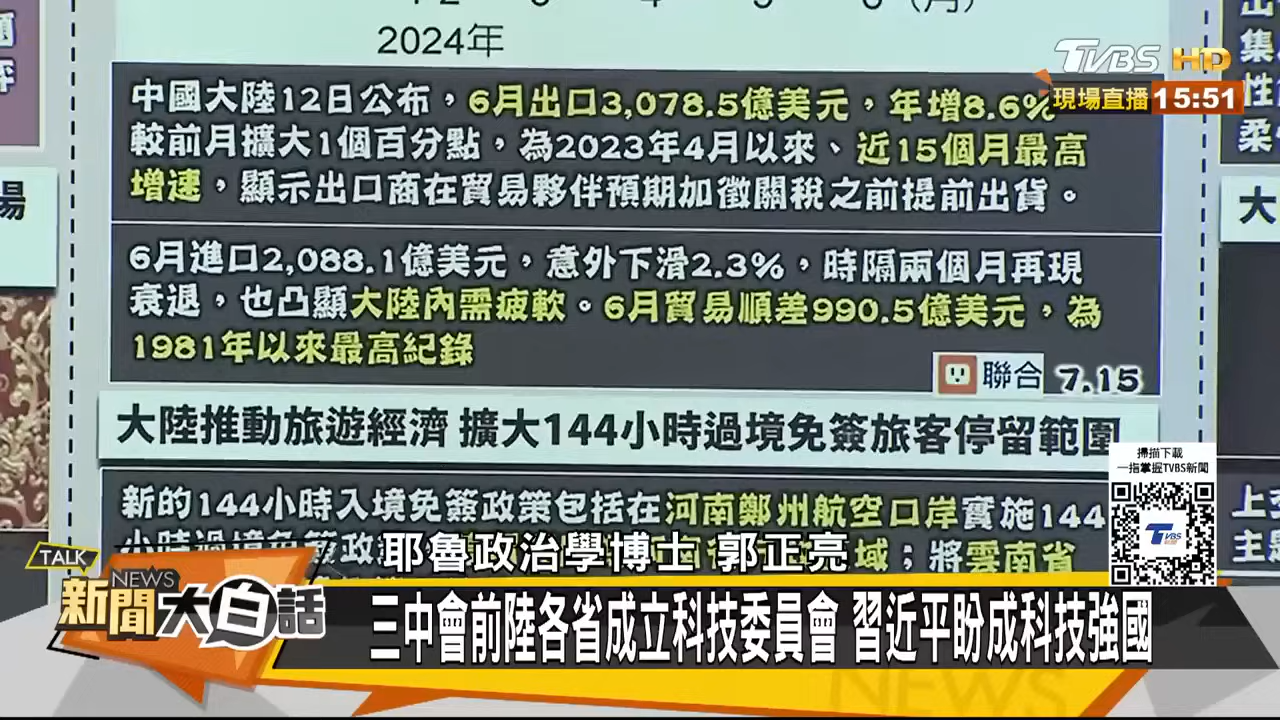 2024年
TVBS HD
現場直播 15:51
中國大陸12日公布，6月出口3,078.5億美元，年增8.6%
較前月擴大1個百分點，為2023年4月以來、近15個月最高
增速，顯示出口商在貿易夥伴預期加徵關稅之前提前出貨。
6月進口2,088.1億美元，意外下滑2.3%，時隔兩個月再現
衰退，也凸顯大陸內需疲軟。6月貿易順差990.5億美元，為
1981年以來最高紀錄
聯合 7.15
大陸推動旅遊經濟 擴大144小時過境免簽旅客停留範圍
掃描下載
一指掌握TVBS新聞
TVBS
新的144小時入境免簽政策包括在河南鄭州航空口岸實施144
域；將雲南省
耶魯政治學博士 郭正亮
TALK
NEWS
新聞大白話
三中會前陸各省成立科技委員會 習近平盼成科技強國
NEWS